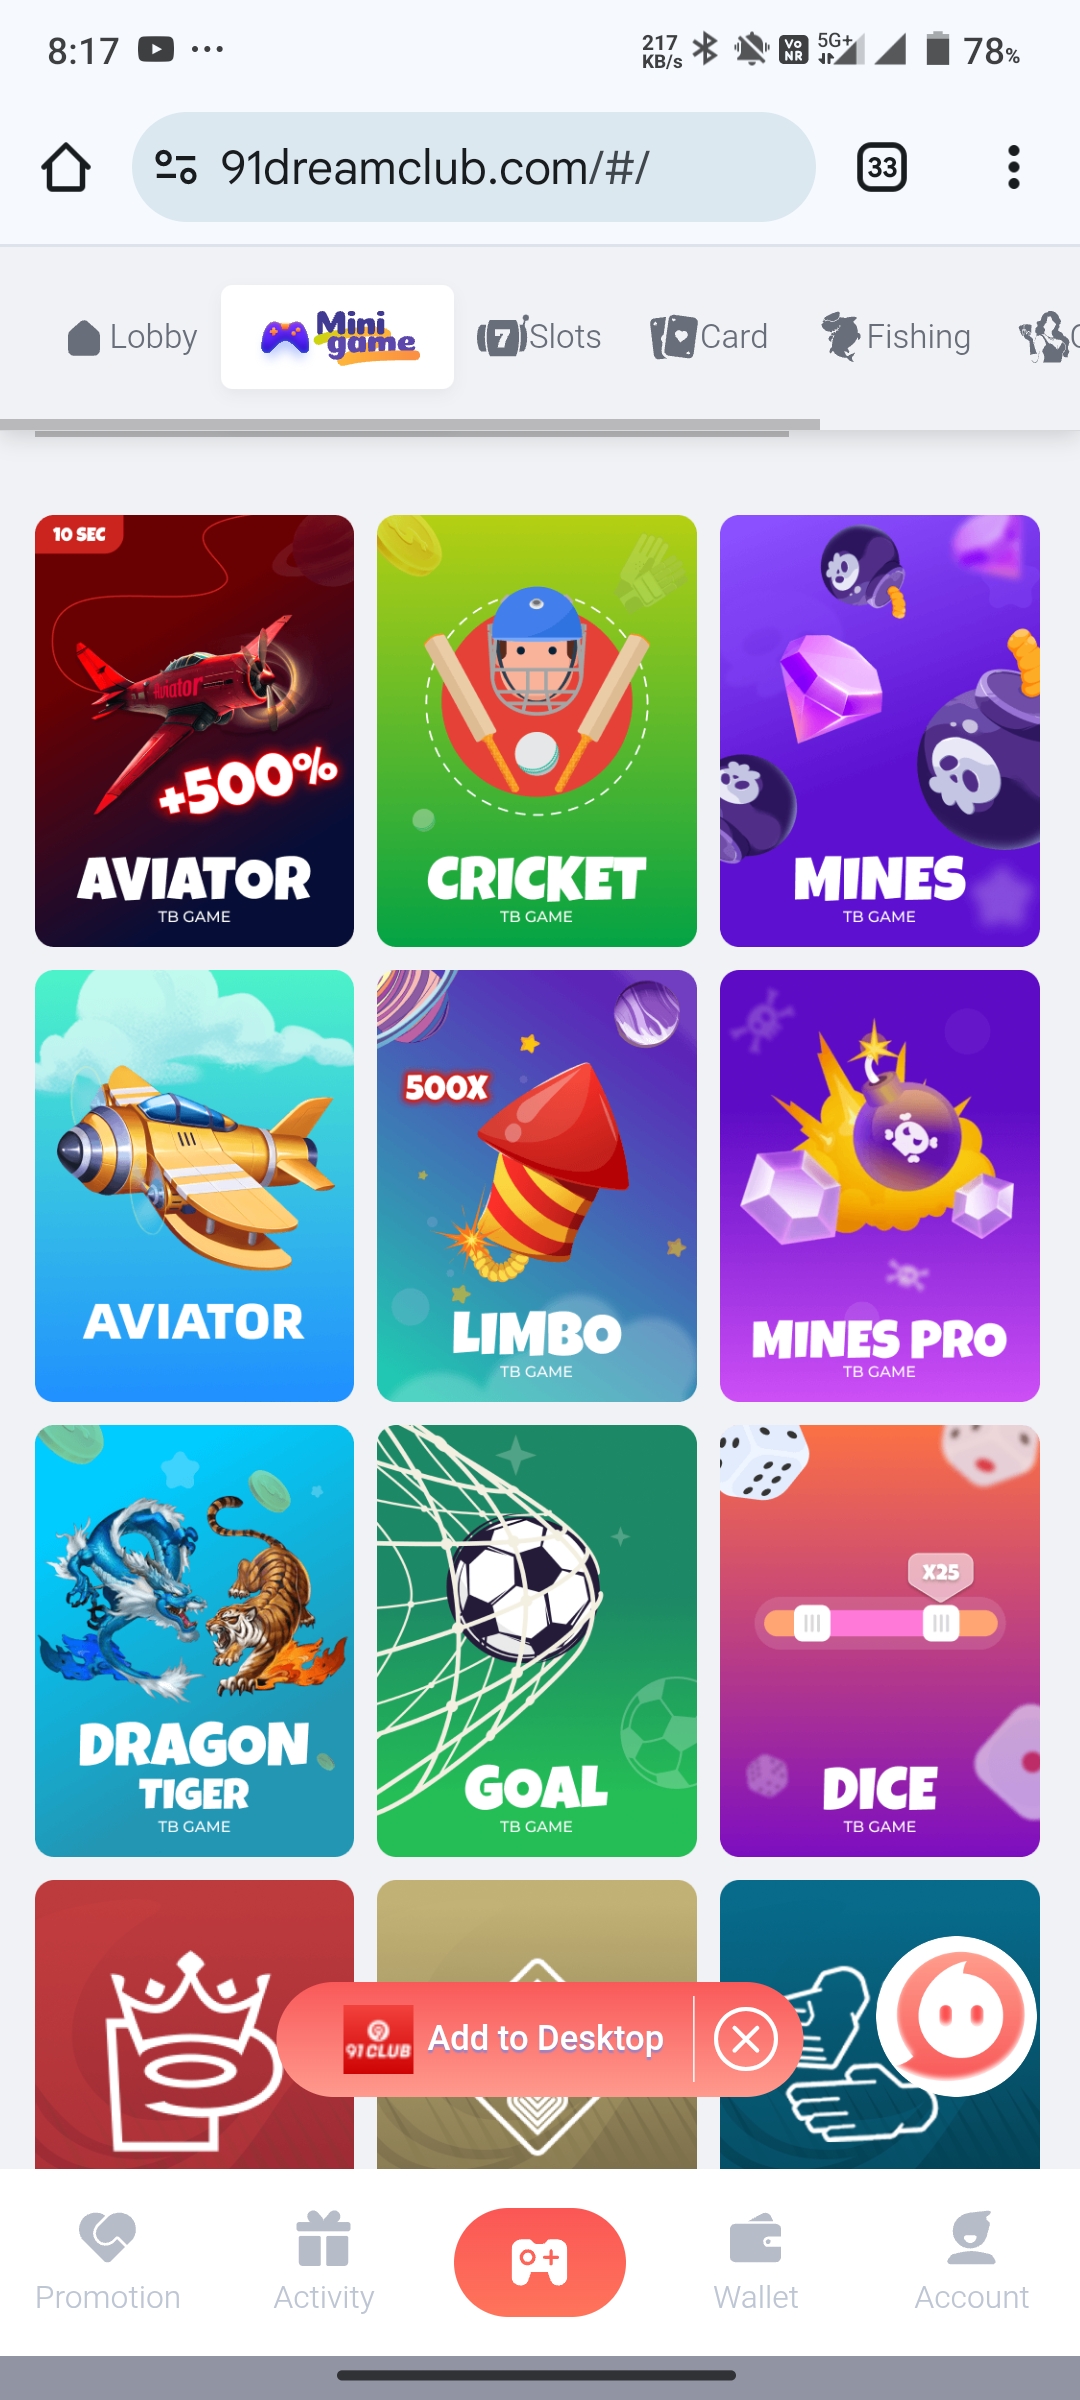 8:17
217
KB/s
Vo
NR
5G+
78%
91dreamclub.com/#/
33
Lobby
Mini
game
7
Slots
Card
Fishing
10 SEC
Aviator
+500%
AVIATOR
TB GAME
CRICKET
TB GAME
MINES
TB GAME
AVIATOR
500X
LIMBO
TB GAME
MINES PRO
TB GAME
DRAGON
TIGER
TB GAME
GOAL
TB GAME
X25
DICE
TB GAME
91 CLUB
Add to Desktop
Promotion
Activity
Wallet
Account